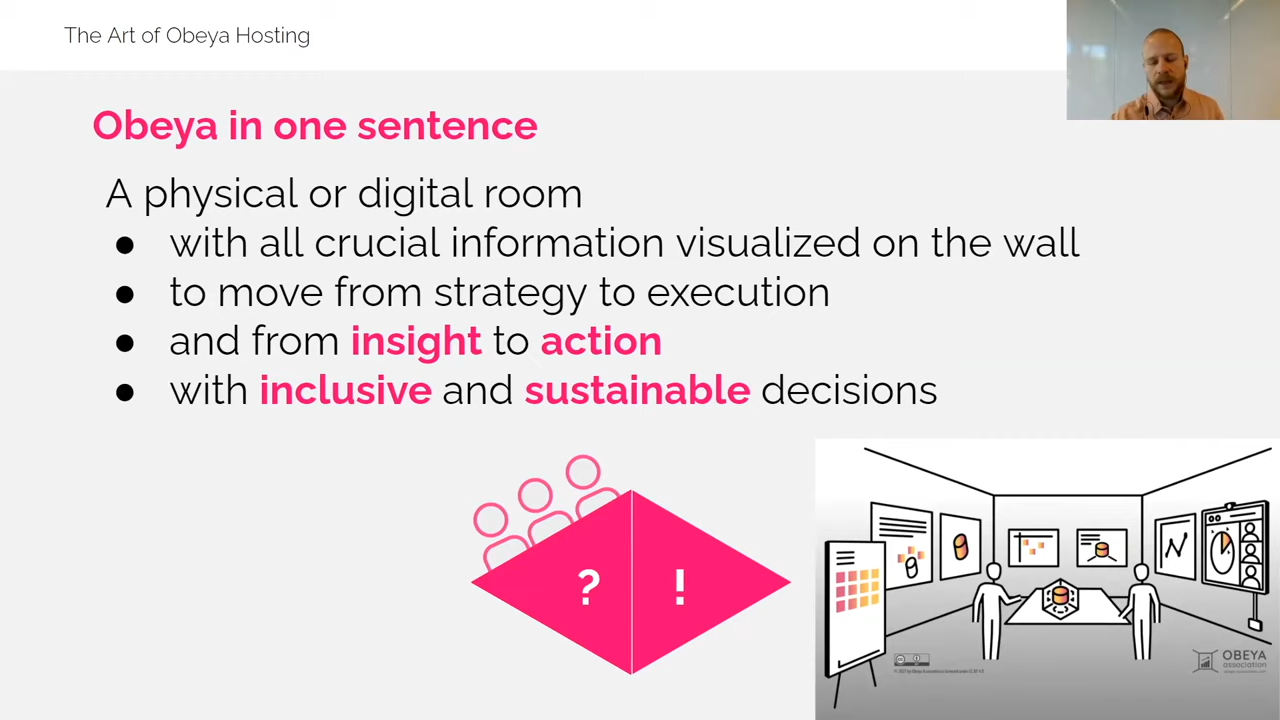 The Art of Obeya Hosting
Obeya in one sentence
A physical or digital room
● with all crucial information visualized on the wall
● to move from strategy to execution
● and from insight to action
● with inclusive and sustainable decisions
? !
OBEYA
association